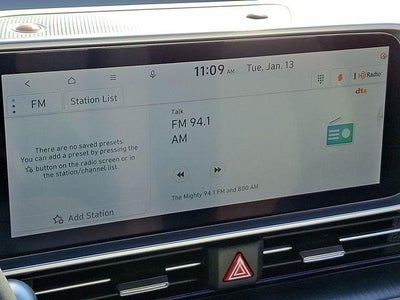 11:09 AM Tue, Jan. 13
FM Station List
HD Radio
dts
There are no saved presets.
You can add a preset by pressing the
button on the radio screen or in
the station/channel list.
Add Station
Talk
FM 94.1
AM
The Mighty 94.1 FM and 800 AM